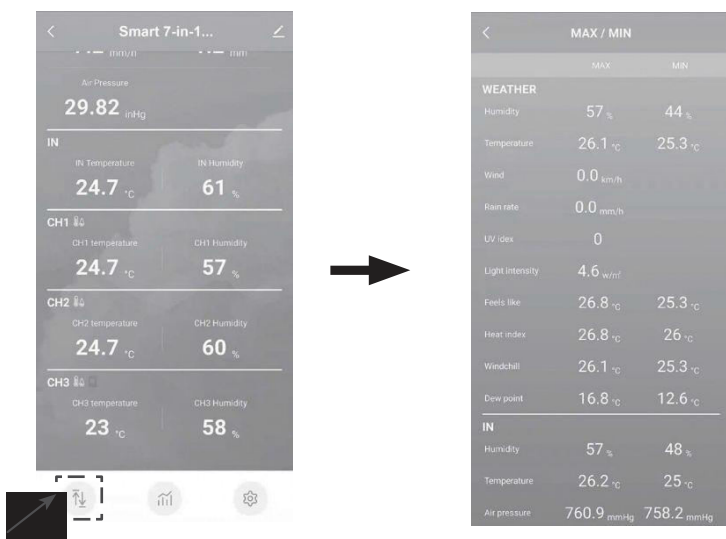 Smart 7-in-1...
mm/h mm
Air Pressure
29.82 inHg
IN
IN Temperature IN Humidity
24.7 °C 61 %
CH1
CH1 temperature CH1 Humidity
24.7 °C 57 %
CH2
CH2 temperature CH2 Humidity
24.7 °C 60 %
CH3
CH3 temperature CH3 Humidity
23 °C 58 %
MAX / MIN
MAX MIN
WEATHER
Humidity 57 % 44 %
Temperature 26.1 °C 25.3 °C
Wind 0.0 km/h
Rain rate 0.0 mm/h
UV idex 0
Light intensity 4.6 w/㎡
Feels like 26.8 °C 25.3 °C
Heat index 26.8 °C 26 °C
Windchill 26.1 °C 25.3 °C
Dew point 16.8 °C 12.6 °C
IN
Humidity 57 % 48 %
Temperature 26.2 °C 25 °C
Air pressure 760.9 mmHg 758.2 mmHg